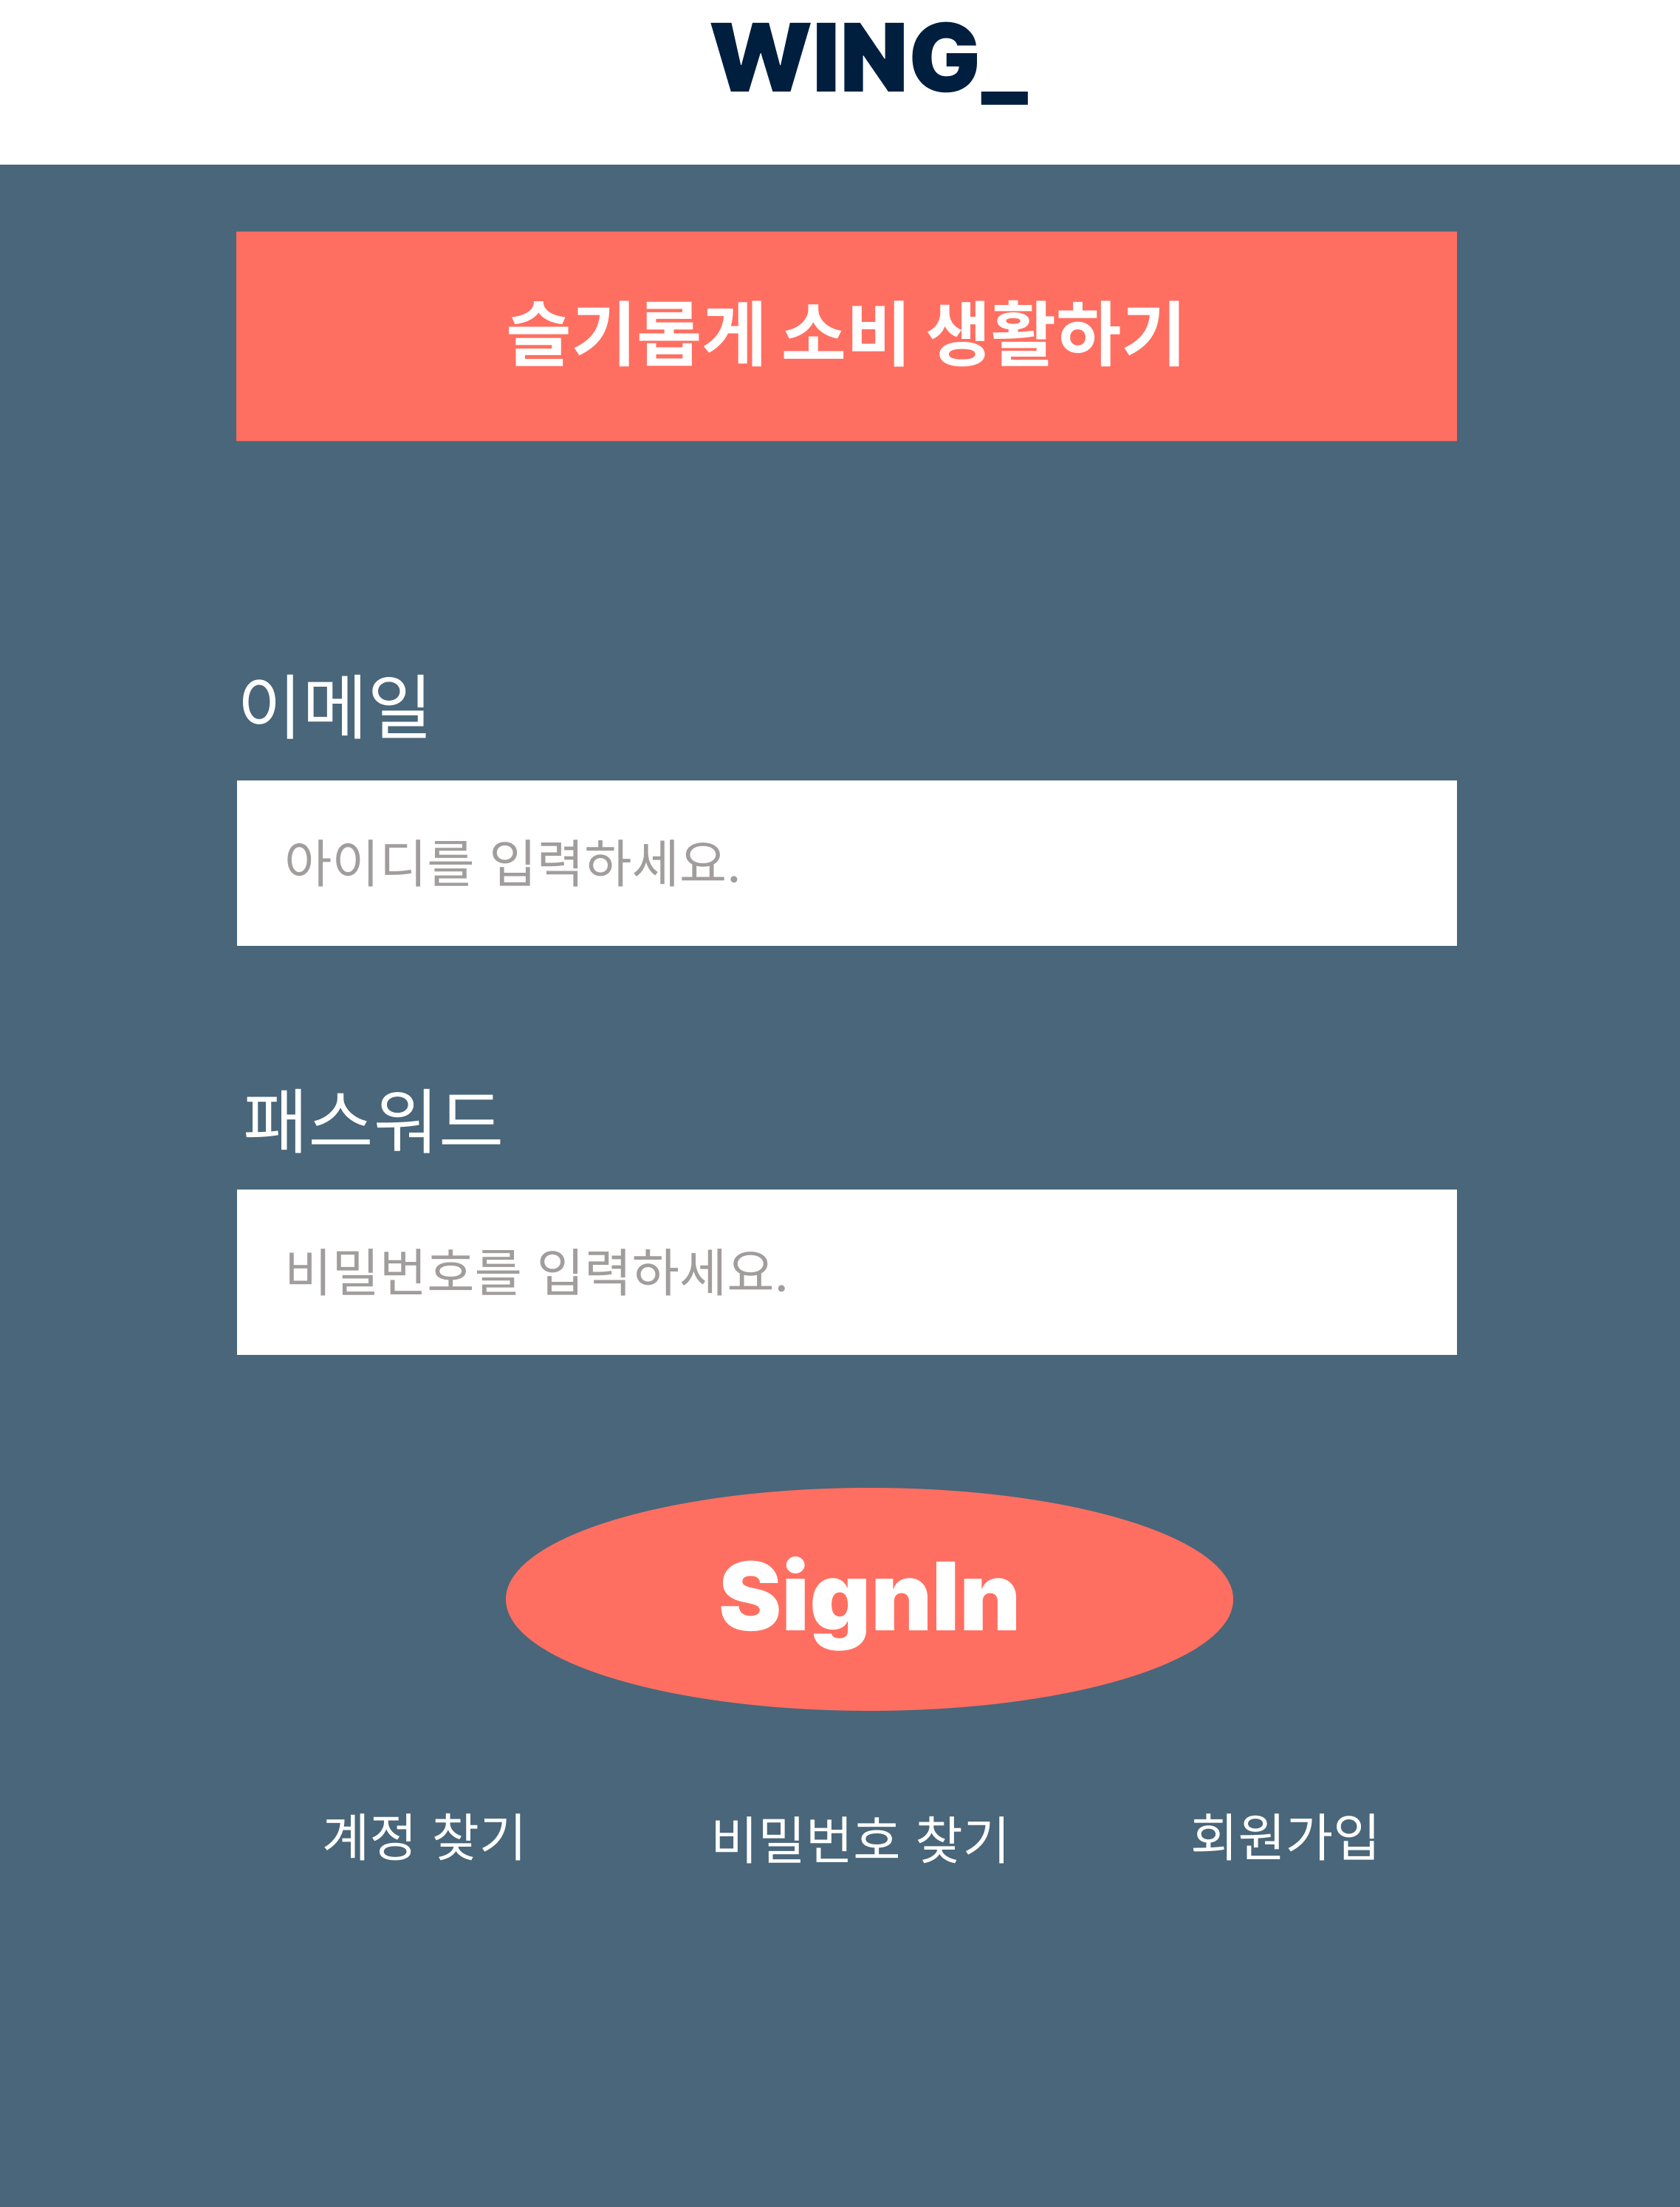 WING_
슬기롭게 소비 생활하기
이메일
아이디를 입력하세요.
패스워드
비밀번호를 입력하세요.
SignIn
계정 찾기 비밀번호 찾기 회원가입